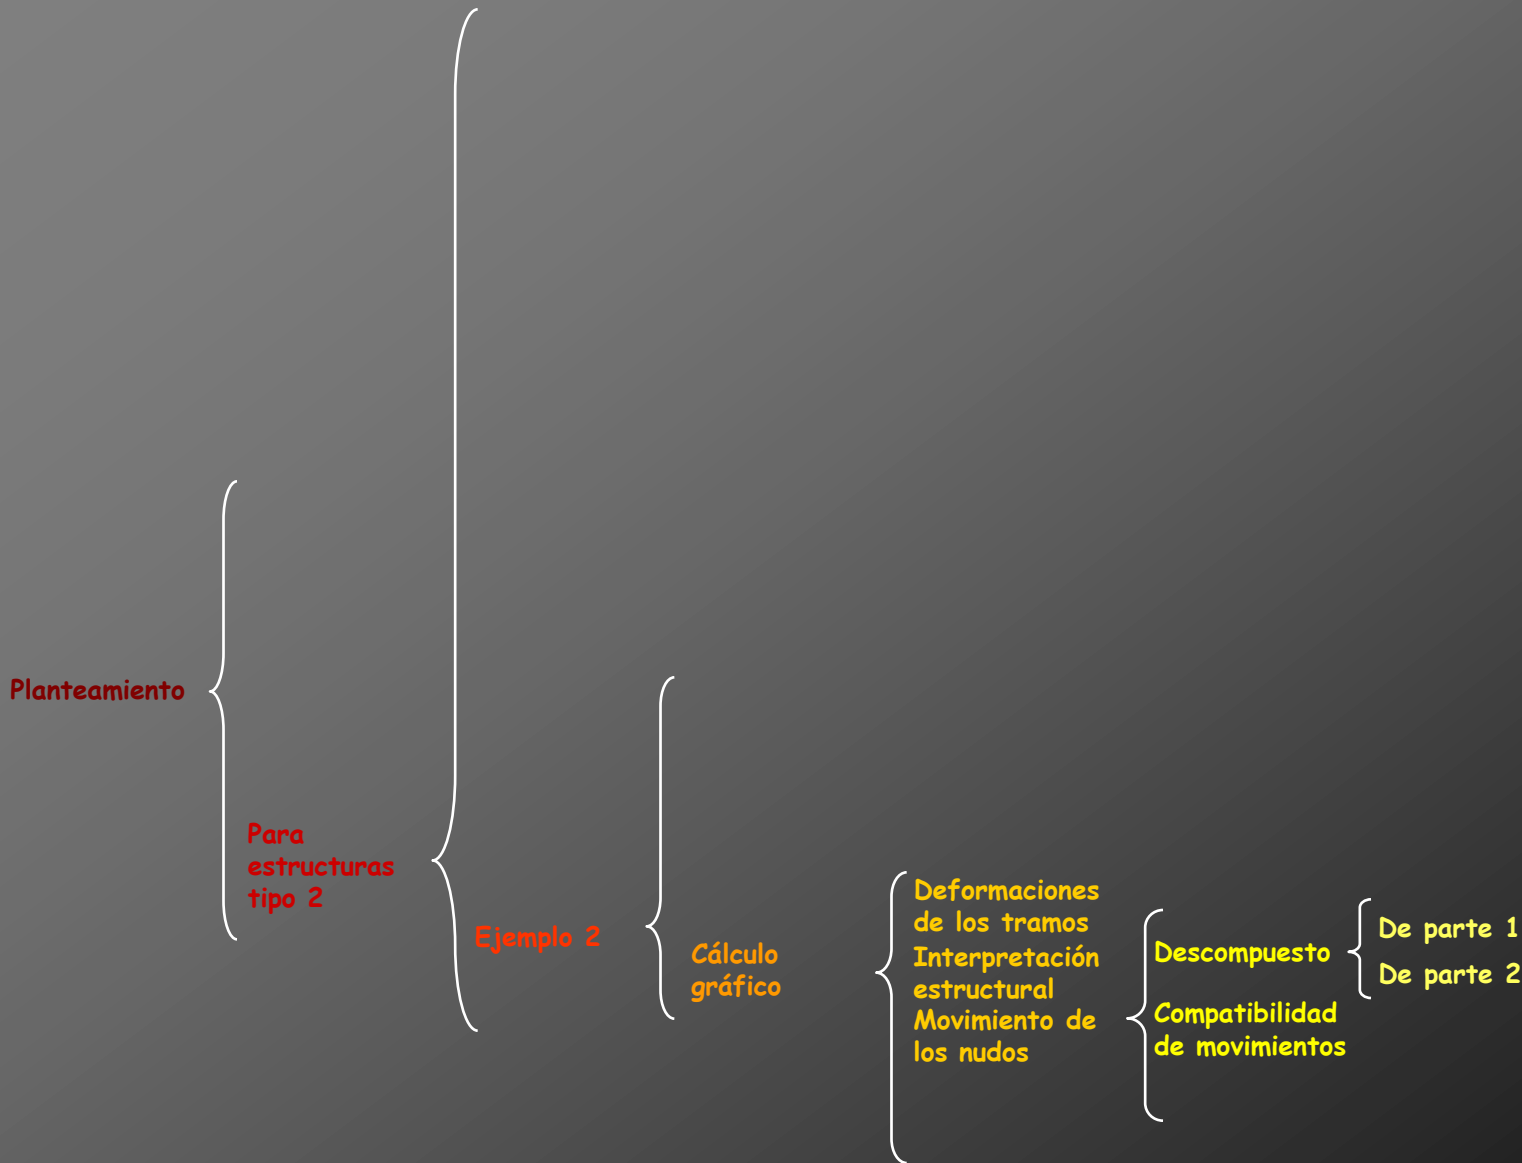 Planteamiento
Para
estructuras
tipo 2
Ejemplo 2
Cálculo
gráfico
Deformaciones
de los tramos
Interpretación
estructural
Movimiento de
los nudos
Descompuesto
Compatibilidad
de movimientos
De parte 1
De parte 2